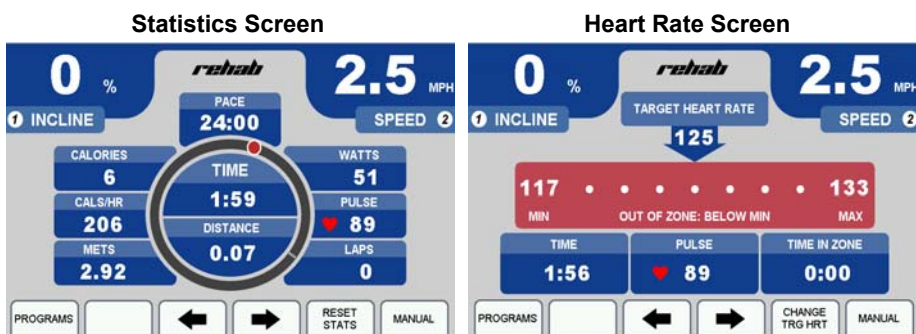 Statistics Screen
0 %
rehab
2.5 MPH
1 INCLINE
SPEED 2
PACE
24:00
CALORIES
6
CALS/HR
206
METS
2.92
TIME
1:59
DISTANCE
0.07
WATTS
51
PULSE
89
LAPS
0
PROGRAMS
RESET
STATS
MANUAL
Heart Rate Screen
0 %
rehab
2.5 MPH
1 INCLINE
SPEED 2
TARGET HEART RATE
125
117 133
MIN OUT OF ZONE: BELOW MIN MAX
TIME PULSE TIME IN ZONE
1:56 89 0:00
PROGRAMS
CHANGE
TRG HRT
MANUAL